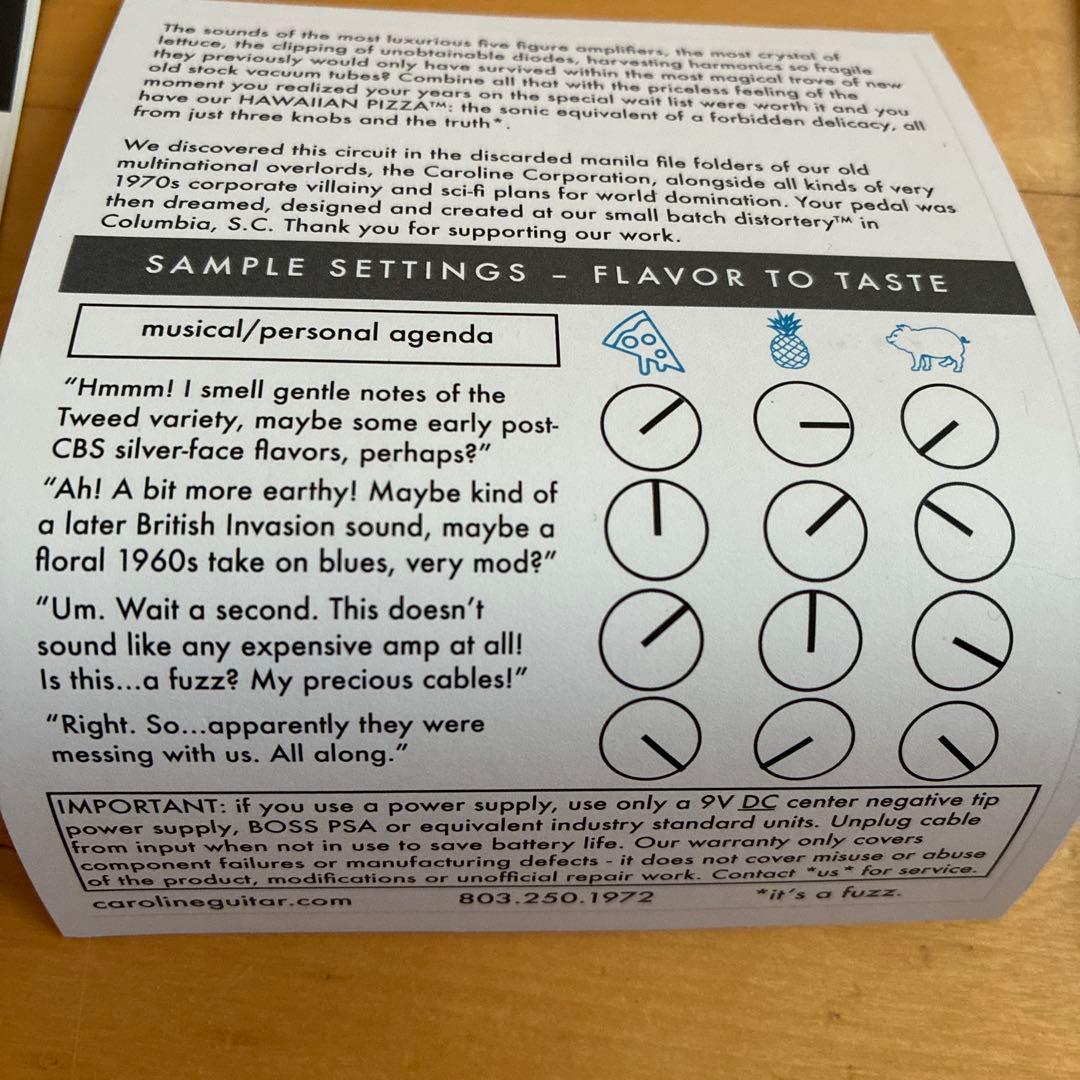 The sounds of the most luxurious five figure amplifiers, the most crystal of
lettuce, the clipping of unobtainable diodes, harvesting harmonics so fragile
they previously would only have survived within the most magical trove of new
old stock vacuum tubes? Combine all that with the priceless feeling of the
moment you realized your years on the special wait list were worth it and you
have our HAWAIIAN PIZZA™: the sonic equivalent of a forbidden delicacy, all
from just three knobs and the truth*.
We discovered this circuit in the discarded manila file folders of our old
multinational overlords, the Caroline Corporation, alongside all kinds of very
1970s corporate villainy and sci-fi plans for world domination. Your pedal was
then dreamed, designed and created at our small batch distortery™ in
Columbia, S.C. Thank you for supporting our work.
SAMPLE SETTINGS – FLAVOR TO TASTE
musical/personal agenda
“Hmmm! I smell gentle notes of the
Tweed variety, maybe some early post-
CBS silver-face flavors, perhaps?”
“Ah! A bit more earthy! Maybe kind of
a later British Invasion sound, maybe a
floral 1960s take on blues, very mod?”
“Um. Wait a second. This doesn’t
sound like any expensive amp at all!
Is this...a fuzz? My precious cables!”
“Right. So...apparently they were
messing with us. All along.”
IMPORTANT: if you use a power supply, use only a 9V DC center negative tip
power supply, BOSS PSA or equivalent industry standard units. Unplug cable
from input when not in use to save battery life. Our warranty only covers
component failures or manufacturing defects - it does not cover misuse or abuse
of the product, modifications or unofficial repair work. Contact *us* for service.
carolineguitar.com 803.250.1972 *it’s a fuzz.